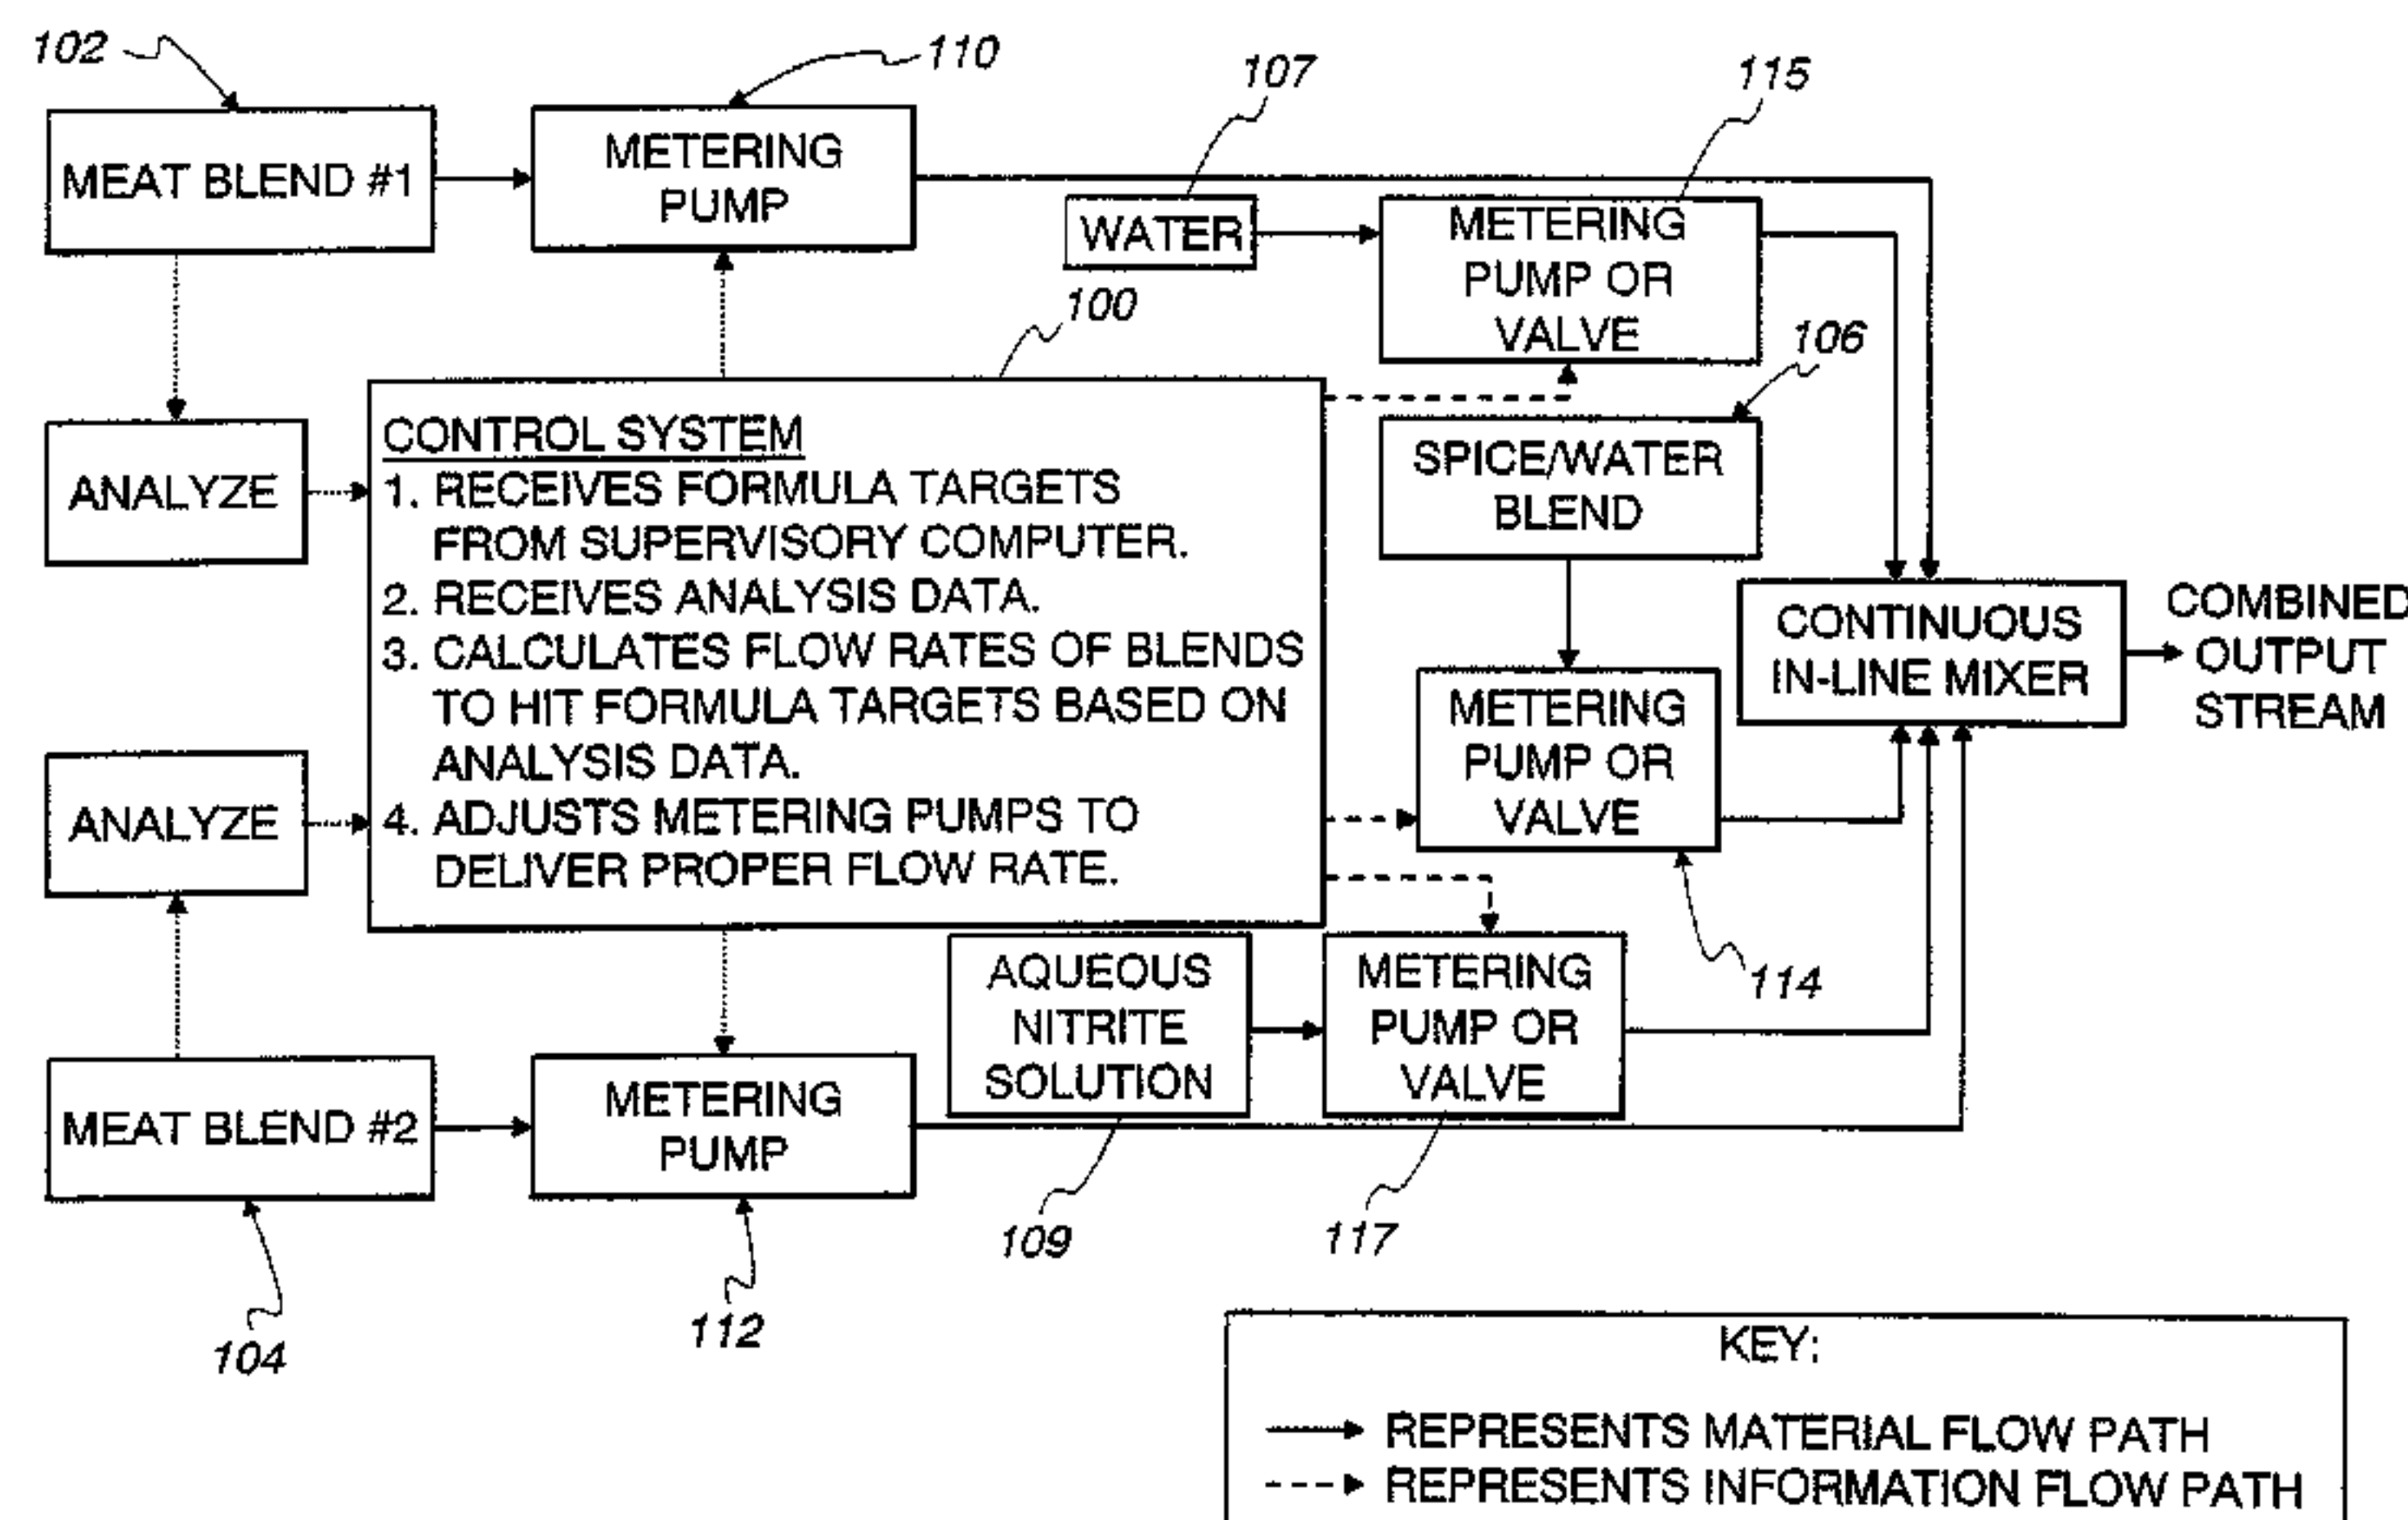 102
110
107
115
MEAT BLEND #1
METERING
PUMP
WATER
METERING
PUMP OR
VALVE
100
106
ANALYZE
CONTROL SYSTEM
1. RECEIVES FORMULA TARGETS
FROM SUPERVISORY COMPUTER.
2. RECEIVES ANALYSIS DATA.
3. CALCULATES FLOW RATES OF BLENDS
TO HIT FORMULA TARGETS BASED ON
ANALYSIS DATA.
4. ADJUSTS METERING PUMPS TO
DELIVER PROPER FLOW RATE.
SPICE/WATER
BLEND
CONTINUOUS
IN-LINE MIXER
COMBINED
OUTPUT
STREAM
METERING
PUMP OR
VALVE
ANALYZE
114
AQUEOUS
NITRITE
SOLUTION
METERING
PUMP OR
VALVE
MEAT BLEND #2
METERING
PUMP
109
117
104
112
KEY:
REPRESENTS MATERIAL FLOW PATH
REPRESENTS INFORMATION FLOW PATH